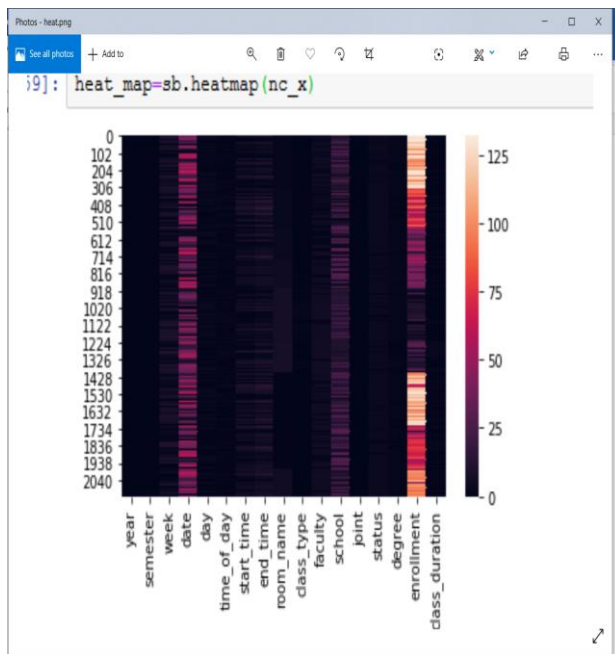 Photos - heat.png
See all photos
Add to
59]: heat_map=sb.heatmap(nc_x)
0
102
204
306
408
510
612
714
816
918
1020
1122
1224
1326
1428
1530
1632
1734
1836
1938
2040
125
100
75
50
25
0
year
semester
week
date
day
time_of_day
start_time
end_time
room_name
class_type
faculty
school
joint
status
degree
enrollment
class_duration